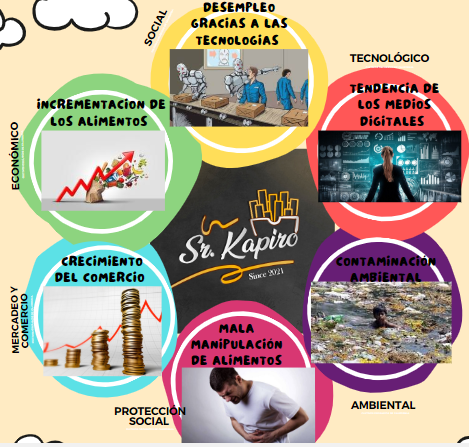 SOCIAL
DESEMPLEO
GRACIAS A LAS
TECNOLOGÍAS
TECNOLÓGICO
TENDENCIA DE
LOS MEDIOS
DIGITALES
ECONÓMICO
INCREMENTACION DE
LOS ALIMENTOS
Sr. Kapiro
Since 2021
MERCADEO Y
COMERCIO
CRECIMIENTO
DEL COMERCIO
CONTAMINACIÓN
AMBIENTAL
AMBIENTAL
MALA
MANIPULACIÓN
DE ALIMENTOS
PROTECCIÓN
SOCIAL